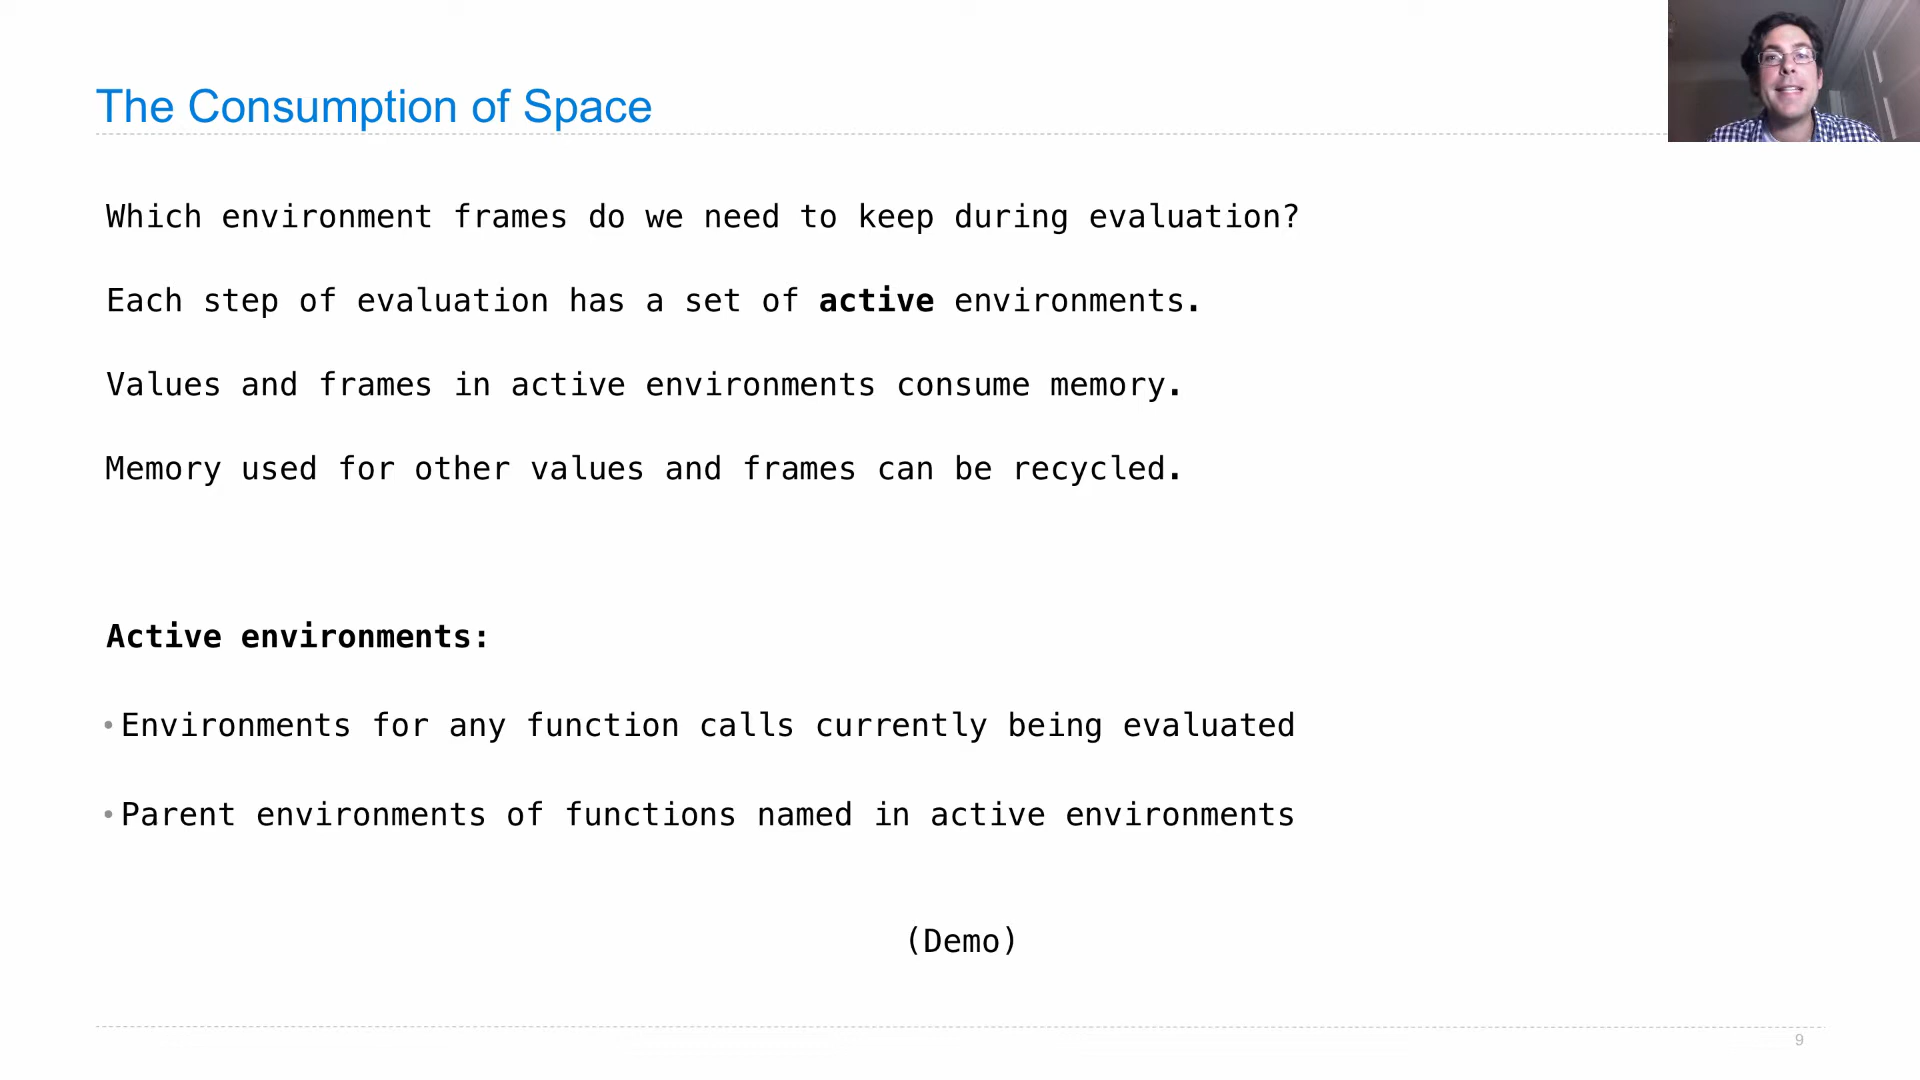 The Consumption of Space
Which environment frames do we need to keep during evaluation?
Each step of evaluation has a set of active environments.
Values and frames in active environments consume memory.
Memory used for other values and frames can be recycled.
Active environments:
•Environments for any function calls currently being evaluated
•Parent environments of functions named in active environments
(Demo)
9